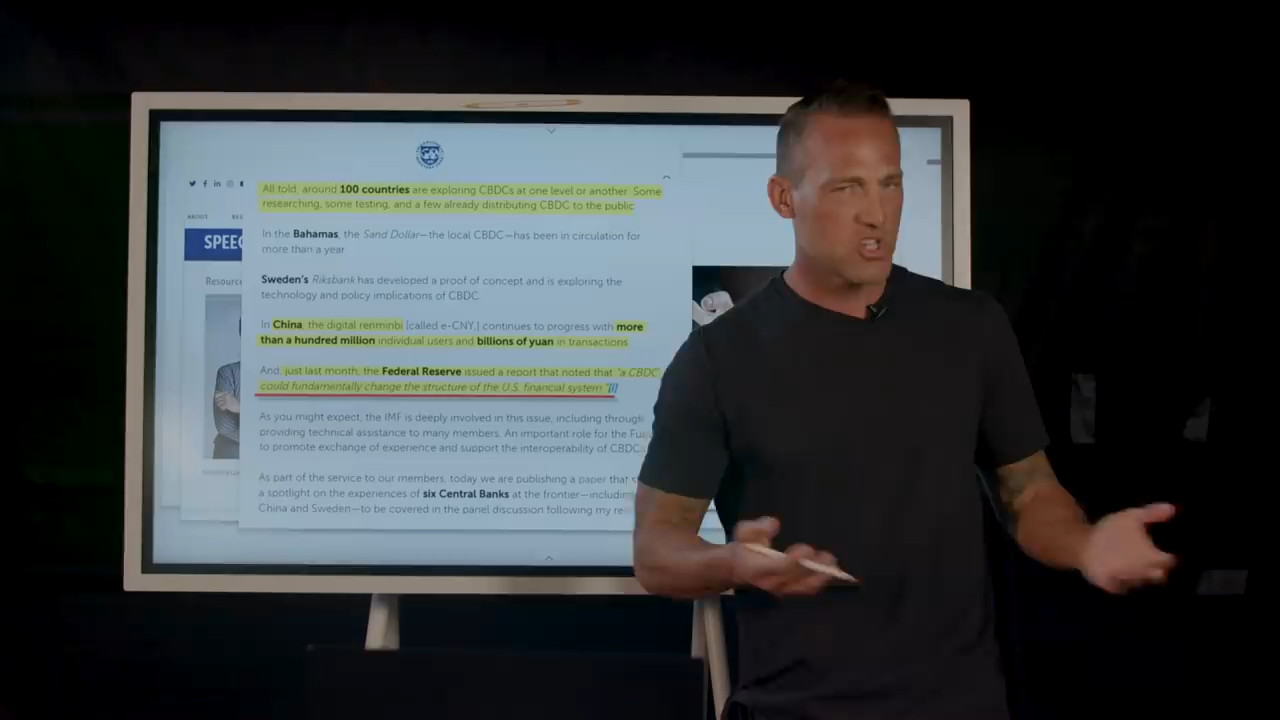 All told, around 100 countries are exploring CBDCs at one level or another. Some
researching, some testing, and a few already distributing CBDC to the public
In the Bahamas, the Sand Dollar—the local CBDC—has been in circulation for
more than a year
ABOUT
SPEE
Sweden's Riksbank has developed a proof of concept and is exploring the
technology and policy implications of CBDC
Resource
In China, the digital renminbi [called e-CNY,] continues to progress with more
than a hundred million individual users and billions of yuan in transactions
And, just last month, the Federal Reserve issued a report that noted that "a CBDC
could fundamentally change the structure of the U.S. financial system."[i]
As you might expect, the IMF is deeply involved in this issue, including through
providing technical assistance to many members. An important role for the Fu
to promote exchange of experience and support the interoperability of CBDC
As part of the service to our members, today we are publishing a paper that s
a spotlight on the experiences of six Central Banks at the frontier—including
China and Sweden—to be covered in the panel discussion following my re